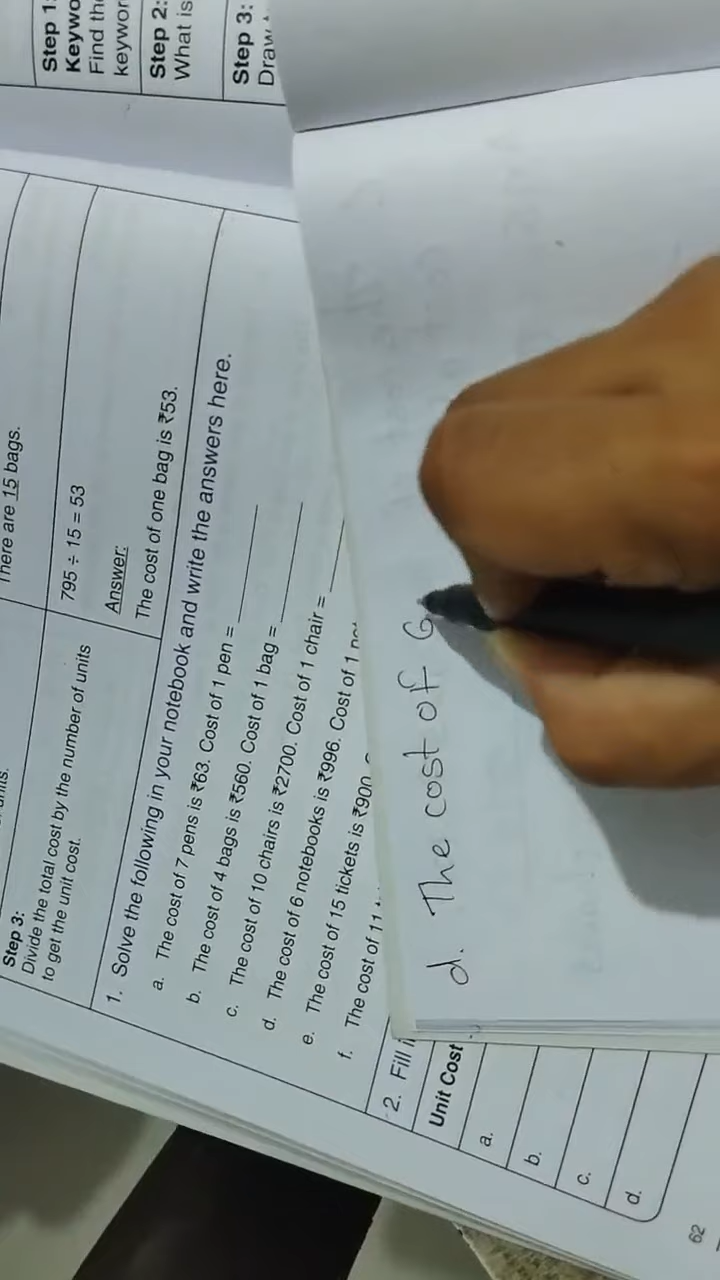 units.
There are 15 bags.
Step 3:
Divide the total cost by the number of units
to get the unit cost.
795 ÷ 15 = 53
Answer:
The cost of one bag is ₹53.
1. Solve the following in your notebook and write the answers here.
a. The cost of 7 pens is ₹63. Cost of 1 pen =
b. The cost of 4 bags is ₹560. Cost of 1 bag =
c. The cost of 10 chairs is ₹2700. Cost of 1 chair =
d. The cost of 6 notebooks is ₹996. Cost of 1
e. The cost of 15 tickets is ₹900.
f. The cost of 11
2. Fill
Unit Cost
a.
b.
c.
d.
62
Step 1:
Find
Step 2:
What is
Step 3:
Draw
d. The cost of 6